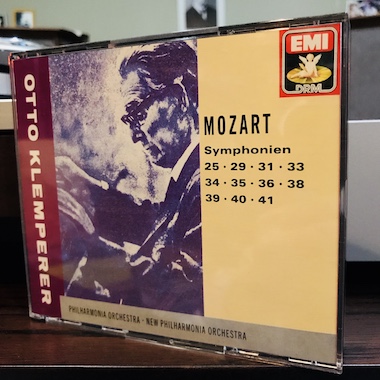 OTTO KLEMPERER
EMI
DRM
MOZART
Symphonien
25 · 29 · 31 · 33
34 · 35 · 36 · 38
39 · 40 · 41
PHILHARMONIA ORCHESTRA · NEW PHILHARMONIA ORCHESTRA